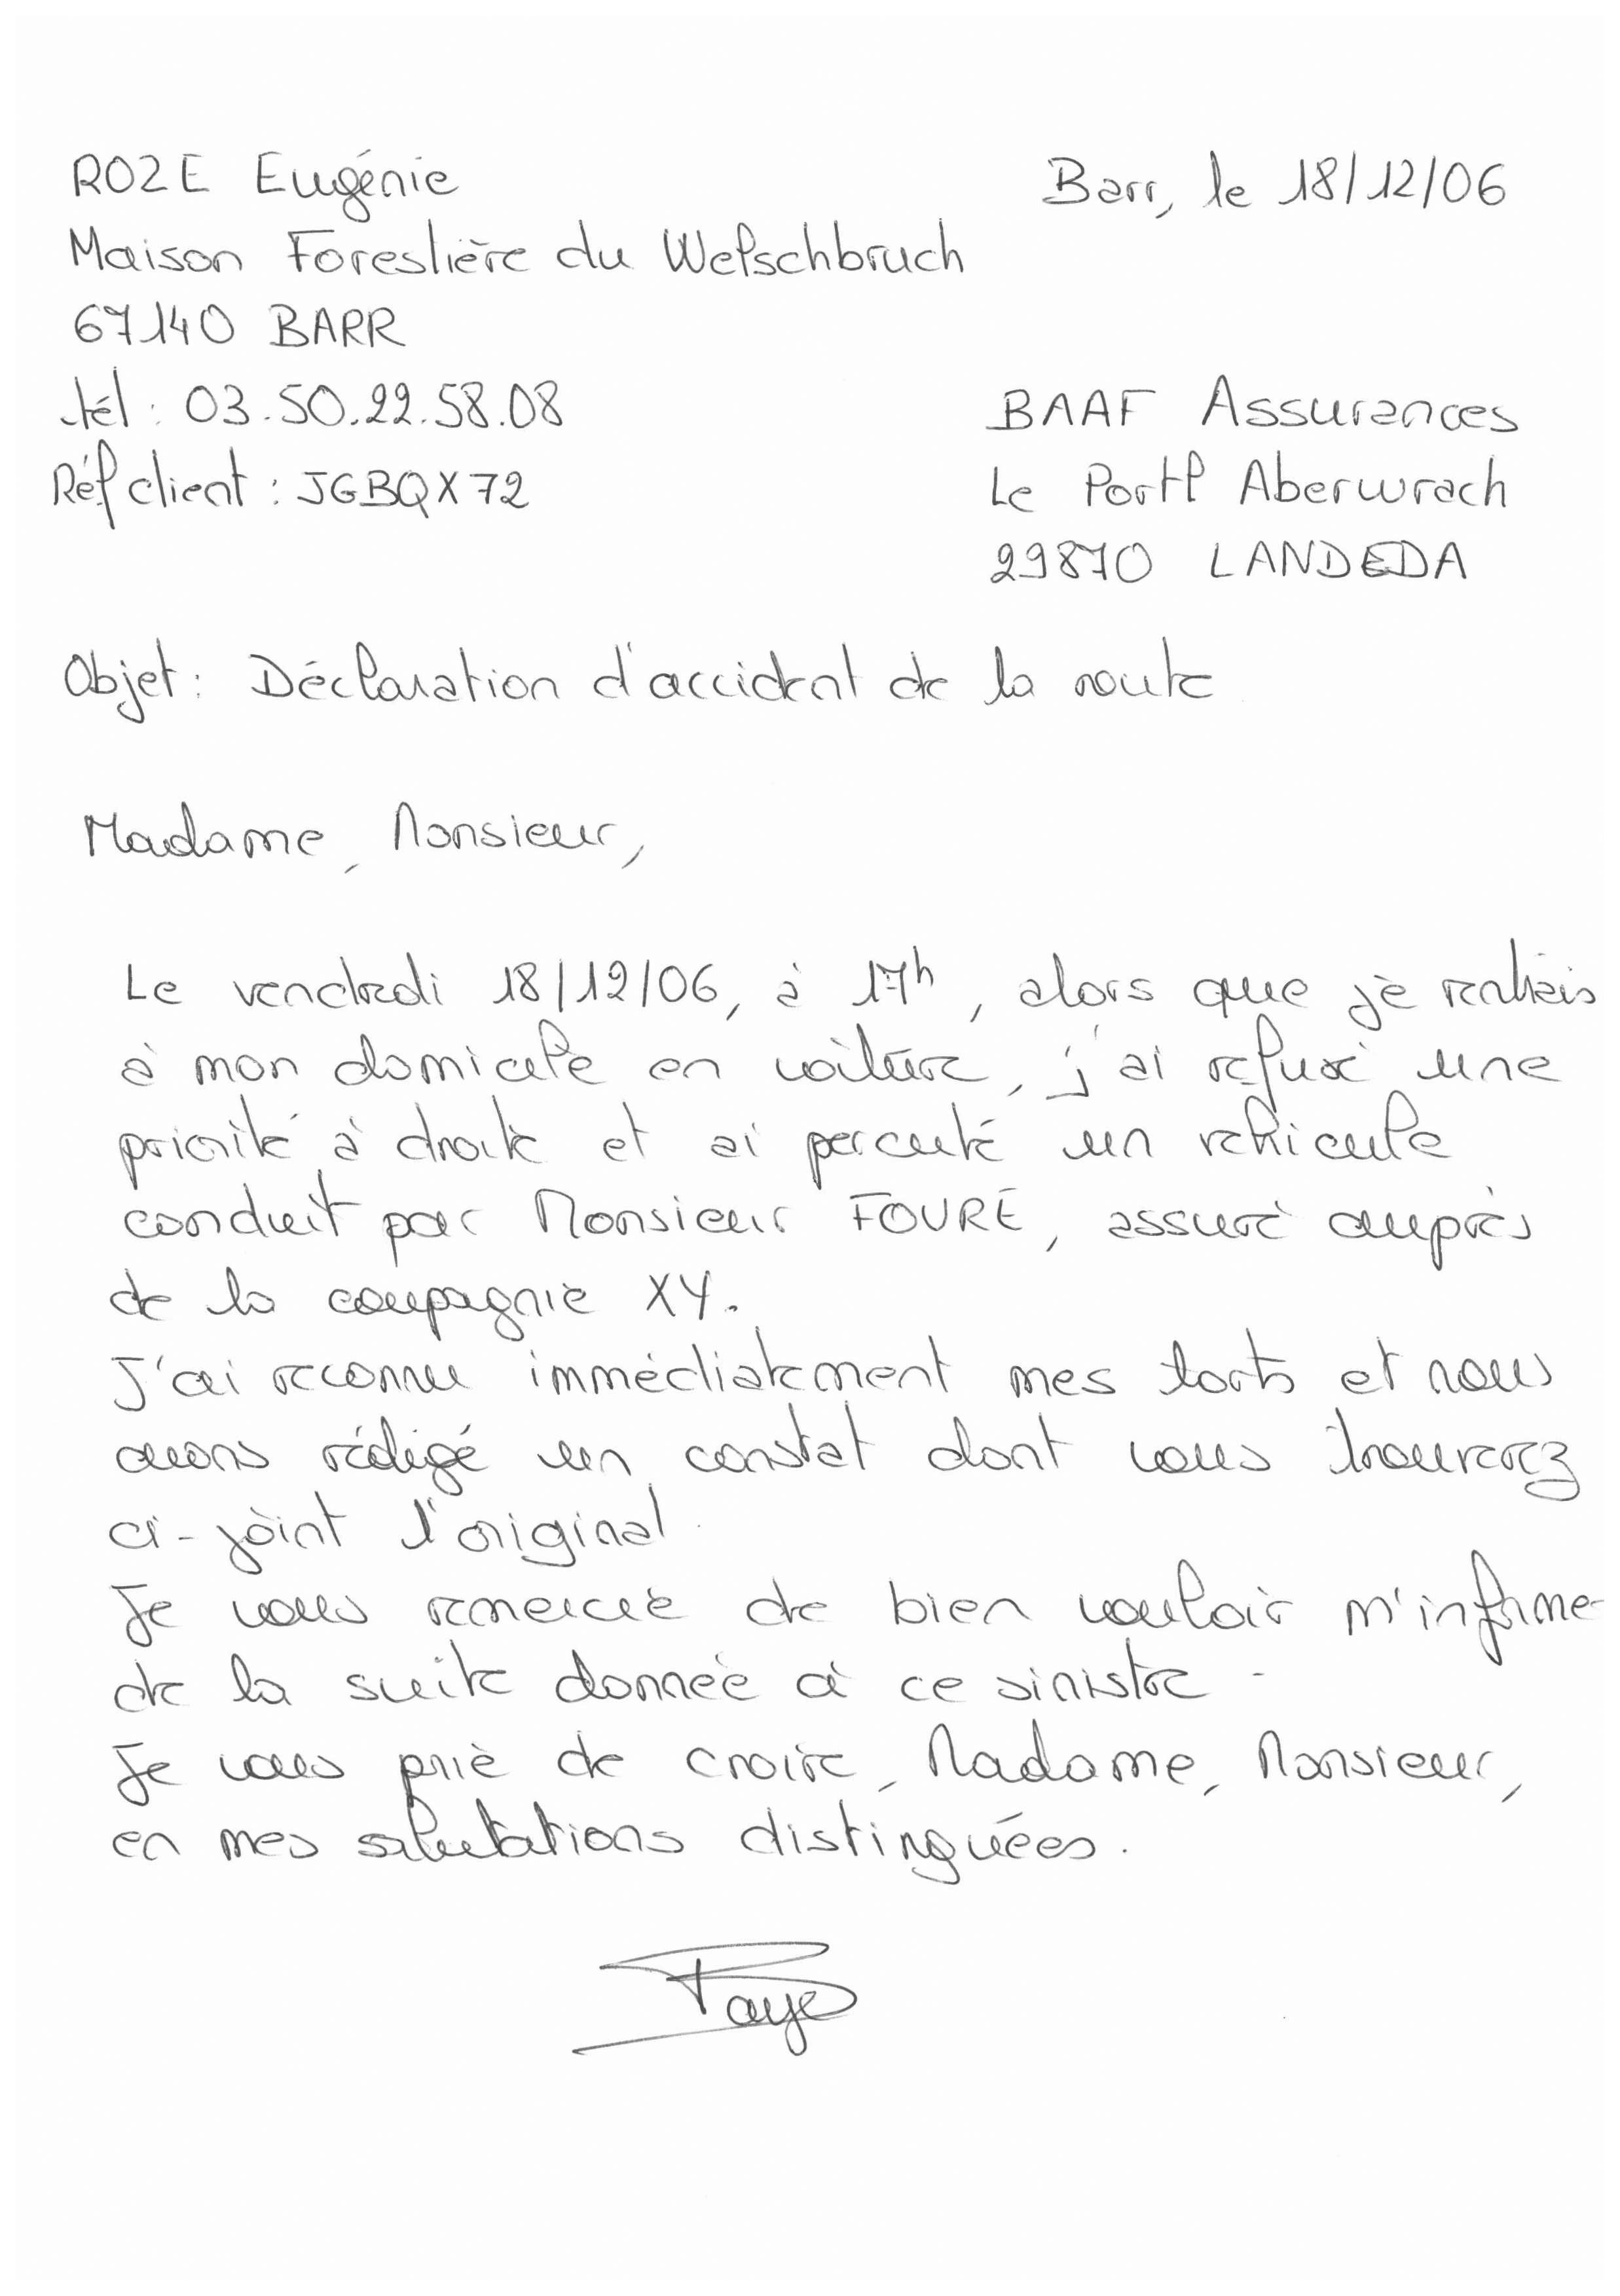 ROZE Eugénie
Barr, le 18/12/06
Maison Forestière du Welschbruch
67140 BARR
tél : 03.50.22.58.08
Réf client : JGBQX72
BAAF Assurances
Le Portl Aberwrach
29870 LANDEDA
Objet : Déclaration d'accident de la route
Madame, Monsieur,
Le vendredi 18/12/06, à 17h, alors que je rentrais
à mon domicile en voiture, j'ai refusé une
priorité à droite et ai percuté un véhicule
conduit par Monsieur FOURÉ, assuré auprès
de la compagnie XY.
J'ai reconnu immédiatement mes torts et nous
avons rédigé un constat dont vous trouverez
ci-joint l'original.
Je vous remercie de bien vouloir m'informe
de la suite donnée à ce sinistre.
Je vous prie de croire, Madame, Monsieur,
en mes salutations distinguées.
Faye